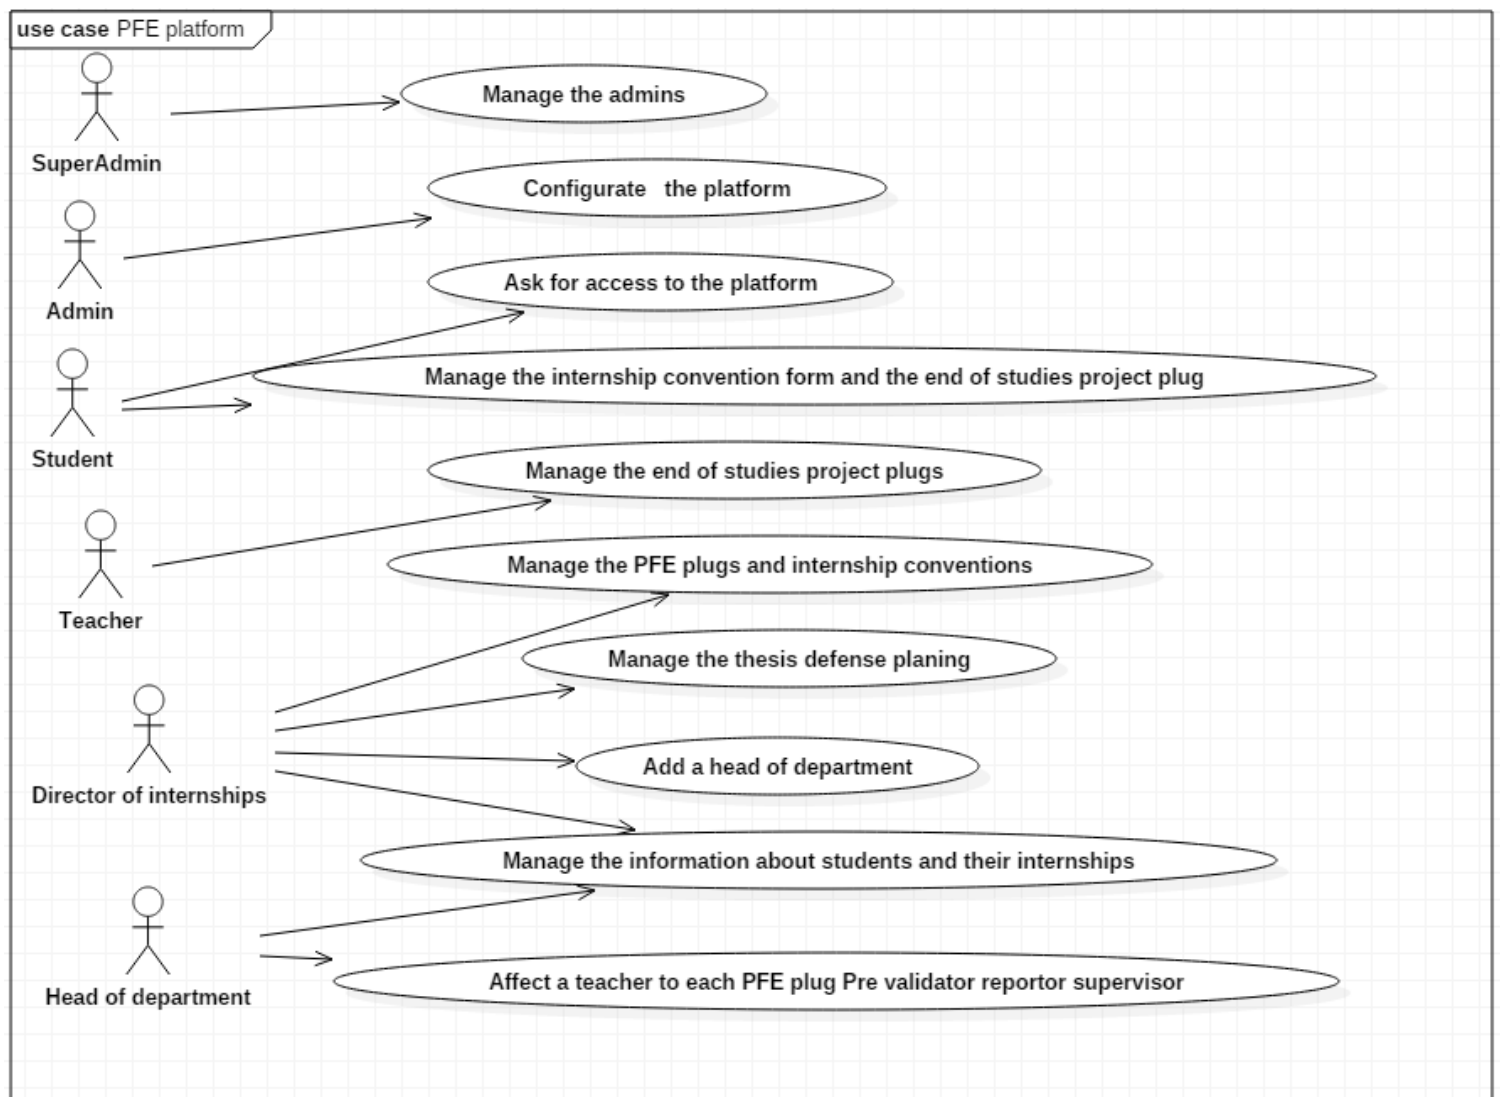 use case PFE platform
Manage the admins
SuperAdmin
Configurate the platform
Admin
Ask for access to the platform
Manage the internship convention form and the end of studies project plug
Student
Manage the end of studies project plugs
Manage the PFE plugs and internship conventions
Teacher
Manage the thesis defense planing
Add a head of department
Director of internships
Manage the information about students and their internships
Affect a teacher to each PFE plug Pre validator reportor supervisor
Head of department